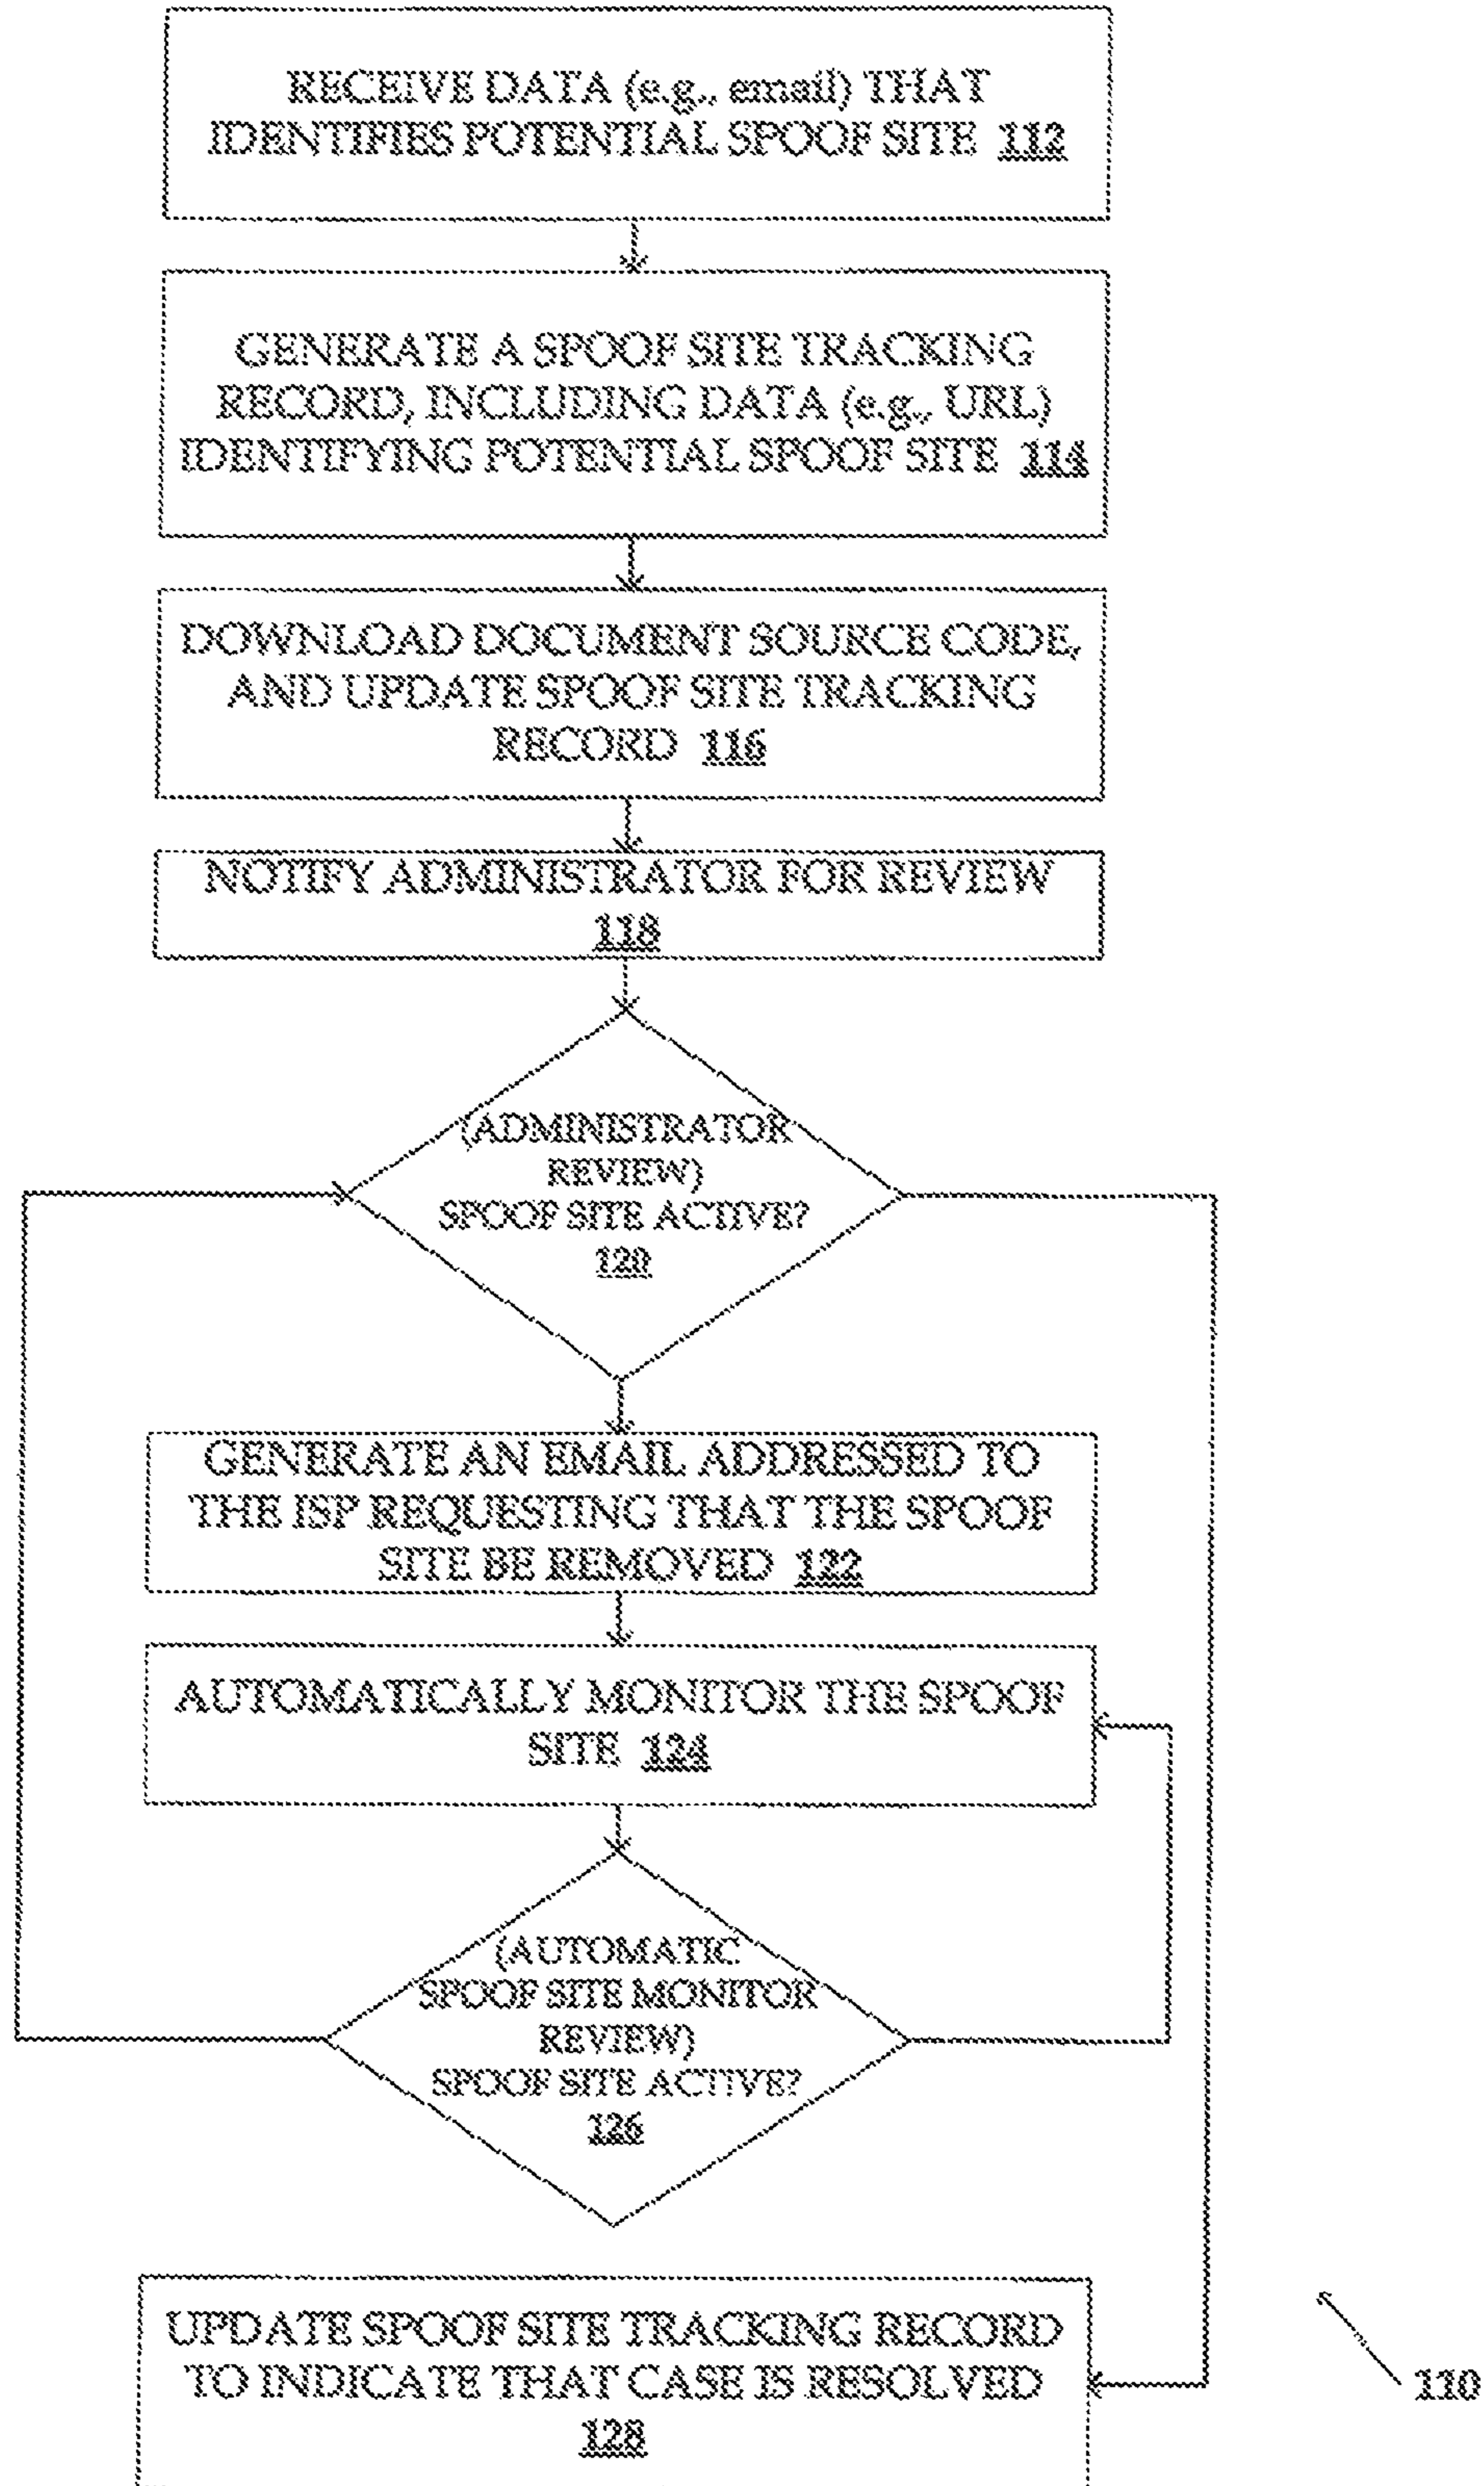 RECEIVE DATA (e.g., email) THAT
IDENTIFIES POTENTIAL SPOOF SITE 112
GENERATE A SPOOF SITE TRACKING
RECORD, INCLUDING DATA (e.g., URL)
IDENTIFYING POTENTIAL SPOOF SITE 114
DOWNLOAD DOCUMENT SOURCE CODE,
AND UPDATE SPOOF SITE TRACKING
RECORD 116
NOTIFY ADMINISTRATOR FOR REVIEW
118
(ADMINISTRATOR
REVIEW)
SPOOF SITE ACTIVE?
120
GENERATE AN EMAIL ADDRESSED TO
THE ISP REQUESTING THAT THE SPOOF
SITE BE REMOVED 122
AUTOMATICALLY MONITOR THE SPOOF
SITE 124
(AUTOMATIC
SPOOF SITE MONITOR
REVIEW)
SPOOF SITE ACTIVE?
126
UPDATE SPOOF SITE TRACKING RECORD
TO INDICATE THAT CASE IS RESOLVED
128
110